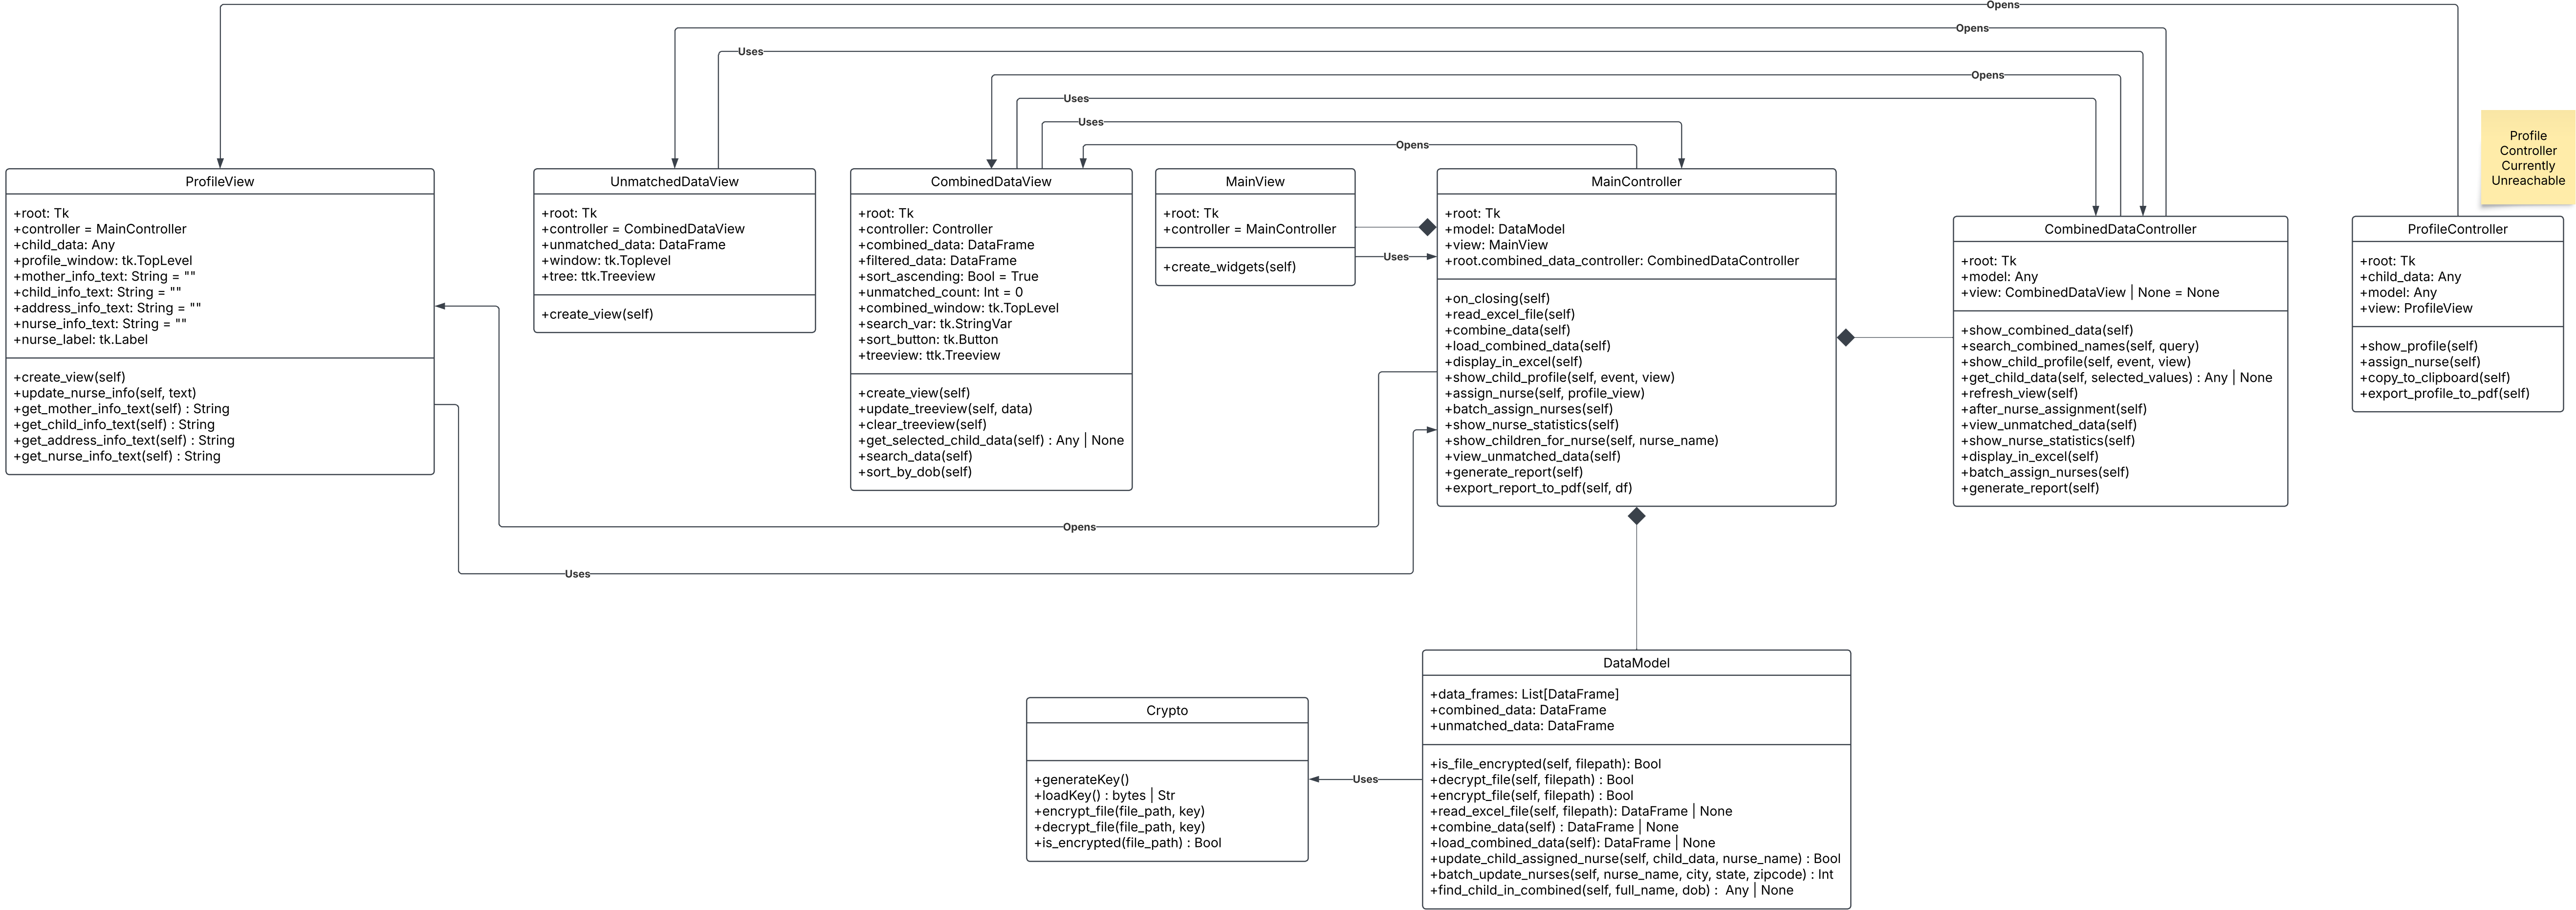 Opens
Opens
Uses
Opens
Uses
Uses
Opens
Profile
Controller
Currently
Unreachable
ProfileView
+root: Tk
+controller = MainController
+child_data: Any
+profile_window: tk.TopLevel
+mother_info_text: String = ""
+child_info_text: String = ""
+address_info_text: String = ""
+nurse_info_text: String = ""
+nurse_label: tk.Label
+create_view(self)
+update_nurse_info(self, text)
+get_mother_info_text(self) : String
+get_child_info_text(self) : String
+get_address_info_text(self) : String
+get_nurse_info_text(self) : String
UnmatchedDataView
+root: Tk
+controller = CombinedDataView
+unmatched_data: DataFrame
+window: tk.Toplevel
+tree: ttk.Treeview
+create_view(self)
CombinedDataView
+root: Tk
+controller: Controller
+combined_data: DataFrame
+filtered_data: DataFrame
+sort_ascending: Bool = True
+unmatched_count: Int = 0
+combined_window: tk.TopLevel
+search_var: tk.StringVar
+sort_button: tk.Button
+treeview: ttk.Treeview
+create_view(self)
+update_treeview(self, data)
+clear_treeview(self)
+get_selected_child_data(self) : Any | None
+search_data(self)
+sort_by_dob(self)
MainView
+root: Tk
+controller = MainController
+create_widgets(self)
Uses
MainController
+root: Tk
+model: DataModel
+view: MainView
+root.combined_data_controller: CombinedDataController
+on_closing(self)
+read_excel_file(self)
+combine_data(self)
+load_combined_data(self)
+display_in_excel(self)
+show_child_profile(self, event, view)
+assign_nurse(self, profile_view)
+batch_assign_nurses(self)
+show_nurse_statistics(self)
+show_children_for_nurse(self, nurse_name)
+view_unmatched_data(self)
+generate_report(self)
+export_report_to_pdf(self, df)
CombinedDataController
+root: Tk
+model: Any
+view: CombinedDataView | None = None
+show_combined_data(self)
+search_combined_names(self, query)
+show_child_profile(self, event, view)
+get_child_data(self, selected_values) : Any | None
+refresh_view(self)
+after_nurse_assignment(self)
+view_unmatched_data(self)
+show_nurse_statistics(self)
+display_in_excel(self)
+batch_assign_nurses(self)
+generate_report(self)
ProfileController
+root: Tk
+child_data: Any
+model: Any
+view: ProfileView
+show_profile(self)
+assign_nurse(self)
+copy_to_clipboard(self)
+export_profile_to_pdf(self)
Opens
Uses
Crypto
+generateKey()
+loadKey() : bytes | Str
+encrypt_file(file_path, key)
+decrypt_file(file_path, key)
+is_encrypted(file_path) : Bool
Uses
DataModel
+data_frames: List[DataFrame]
+combined_data: DataFrame
+unmatched_data: DataFrame
+is_file_encrypted(self, filepath): Bool
+decrypt_file(self, filepath) : Bool
+encrypt_file(self, filepath) : Bool
+read_excel_file(self, filepath): DataFrame | None
+combine_data(self) : DataFrame | None
+load_combined_data(self): DataFrame | None
+update_child_assigned_nurse(self, child_data, nurse_name) : Bool
+batch_update_nurses(self, nurse_name, city, state, zipcode) : Int
+find_child_in_combined(self, full_name, dob) :  Any | None